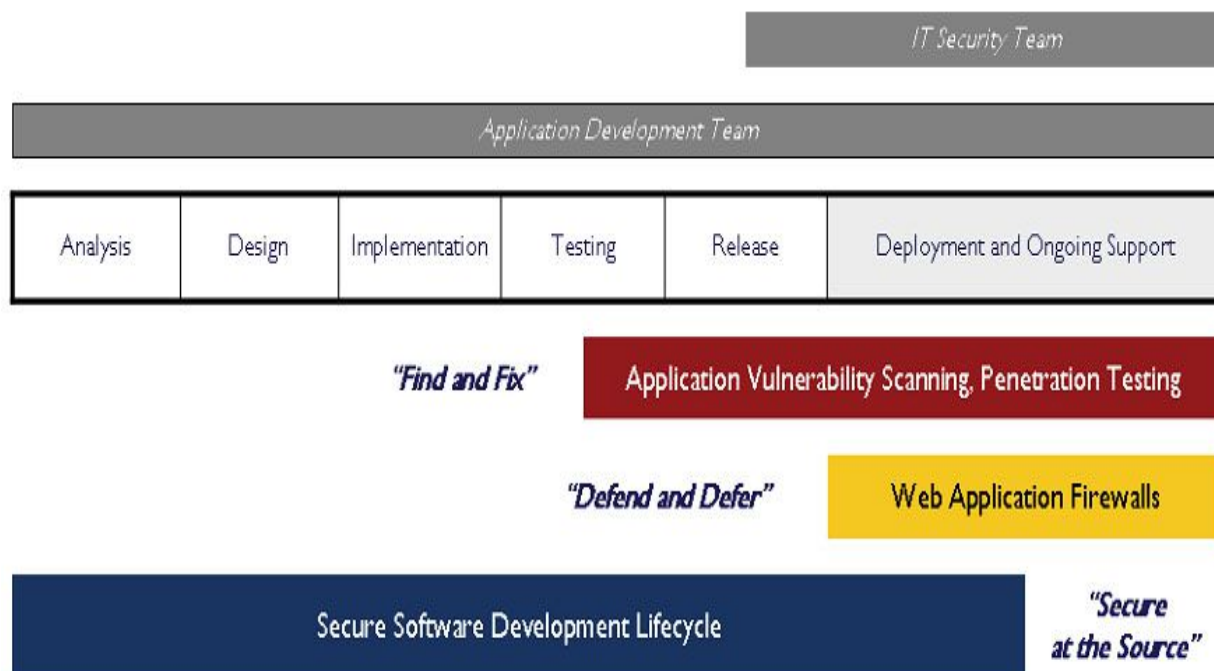 IT Security Team
Application Development Team
Analysis
Design
Implementation
Testing
Release
Deployment and Ongoing Support
"Find and Fix"
Application Vulnerability Scanning, Penetration Testing
"Defend and Defer"
Web Application Firewalls
Secure Software Development Lifecycle
"Secure
at the Source"